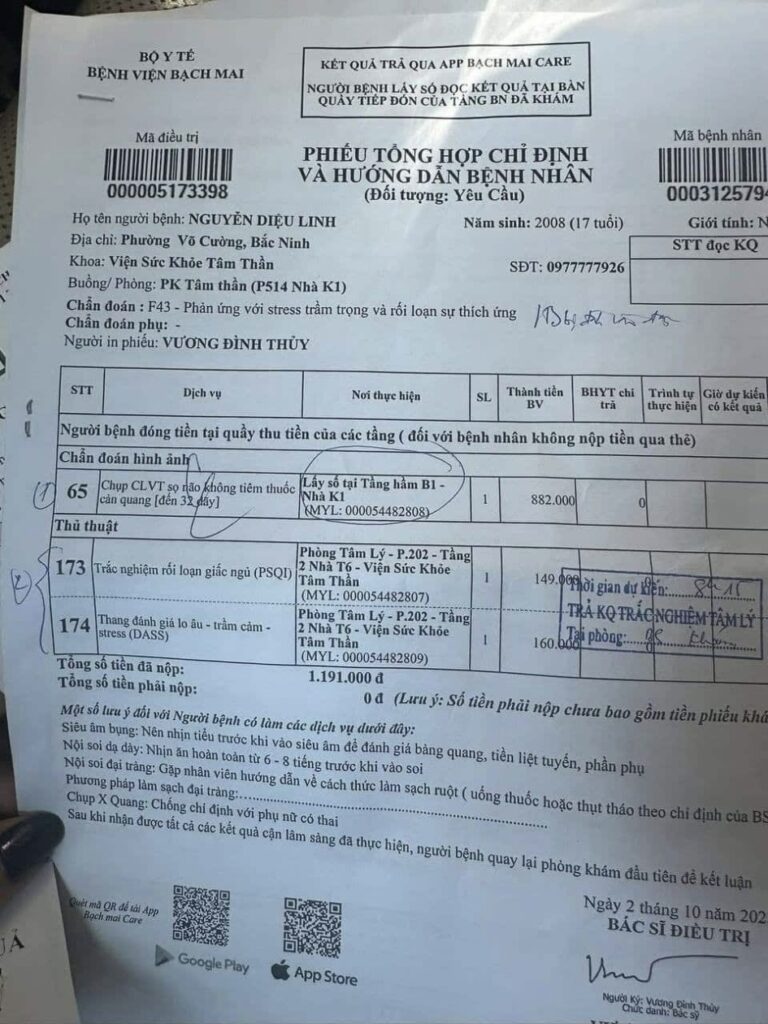 BỘ Y TẾ
BỆNH VIỆN BẠCH MAI
KẾT QUẢ TRẢ QUA APP BẠCH MAI CARE
NGƯỜI BỆNH LẤY SỐ ĐỌC KẾT QUẢ TẠI BÀN
QUẦY TIẾP ĐÓN CỦA TẦNG BN ĐÃ KHÁM
Mã điều trị
000005173398
PHIẾU TỔNG HỢP CHỈ ĐỊNH
VÀ HƯỚNG DẪN BỆNH NHÂN
(Đối tượng: Yêu Cầu)
Mã bệnh nhân
0003125794
Họ tên người bệnh: NGUYỄN DIỆU LINH
Năm sinh: 2008 (17 tuổi)
Giới tính: N
Địa chỉ: Phường Võ Cường, Bắc Ninh
STT đọc KQ
Khoa: Viện Sức Khỏe Tâm Thần
SĐT: 0977777926
Buồng/ Phòng: PK Tâm thần (P514 Nhà K1)
Chẩn đoán: F43 - Phản ứng với stress trầm trọng và rối loạn sự thích ứng
Chẩn đoán phụ: -
Người in phiếu: VƯƠNG ĐÌNH THỦY
STT Dịch vụ Nơi thực hiện SL Thành tiền BV BHYT chi trả Trình tự thực hiện Giờ dự kiến có kết quả
Người bệnh đóng tiền tại quầy thu tiền của các tầng ( đối với bệnh nhân không nộp tiền qua thẻ)
Chẩn đoán hình ảnh
(1)
65 Chụp CLVT sọ não không tiêm thuốc cản quang [đến 32 dãy] Lấy số tại Tầng hầm B1 - Nhà K1 (MYL: 000054482808) 1 882.000 0
Thủ thuật
173 Trắc nghiệm rối loạn giấc ngủ (PSQI) Phòng Tâm Lý - P.202 - Tầng 2 Nhà T6 - Viện Sức Khỏe Tâm Thần (MYL: 000054482807) 1 149.000
174 Thang đánh giá lo âu - trầm cảm - stress (DASS) Phòng Tâm Lý - P.202 - Tầng 2 Nhà T6 - Viện Sức Khỏe Tâm Thần (MYL: 000054482809) 1 160.000
Thời gian dự kiến:
TRẢ KQ TRẮC NGHIỆM TÂM LÝ
Tại phòng:
Tổng số tiền đã nộp: 1.191.000 đ
Tổng số tiền phải nộp: 0 đ (Lưu ý: Số tiền phải nộp chưa bao gồm tiền phiếu khá
Một số lưu ý đối với Người bệnh có làm các dịch vụ dưới đây:
Siêu âm bụng: Nên nhịn tiểu trước khi vào siêu âm để đánh giá bàng quang, tiền liệt tuyến, phần phụ
Nội soi dạ dày: Nhịn ăn hoàn toàn từ 6 - 8 tiếng trước khi vào soi
Nội soi đại tràng: Gặp nhân viên hướng dẫn về cách thức làm sạch ruột ( uống thuốc hoặc thụt tháo theo chỉ định của BS
Phương pháp làm sạch đại tràng:
Chụp X Quang: Chống chỉ định với phụ nữ có thai
Sau khi nhận được tất cả các kết quả cận lâm sàng đã thực hiện, người bệnh quay lại phòng khám đầu tiên để kết luận
Quét mã QR để tải App
Bạch mai Care
Google Play
App Store
Ngày 2 tháng 10 năm 202
BÁC SĨ ĐIỀU TRỊ
Người Ký: Vương Đình Thủy
Chức danh: Bác sỹ